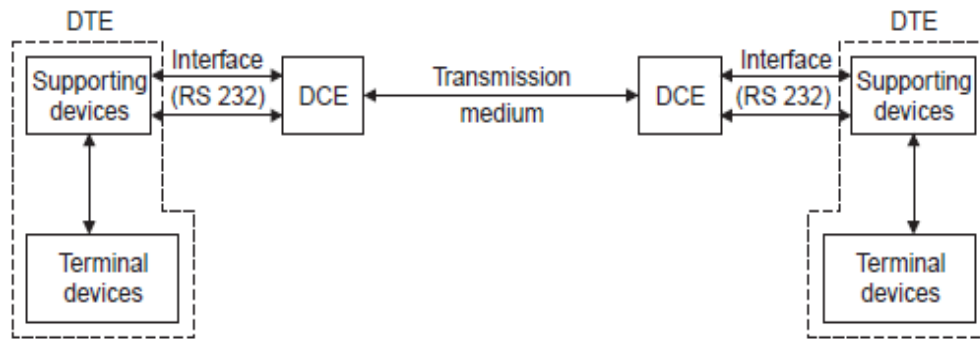 DTE
DTE
Interface
Interface
Supporting
devices
(RS 232)
DCE
Transmission
medium
DCE
(RS 232)
Supporting
devices
Terminal
devices
Terminal
devices